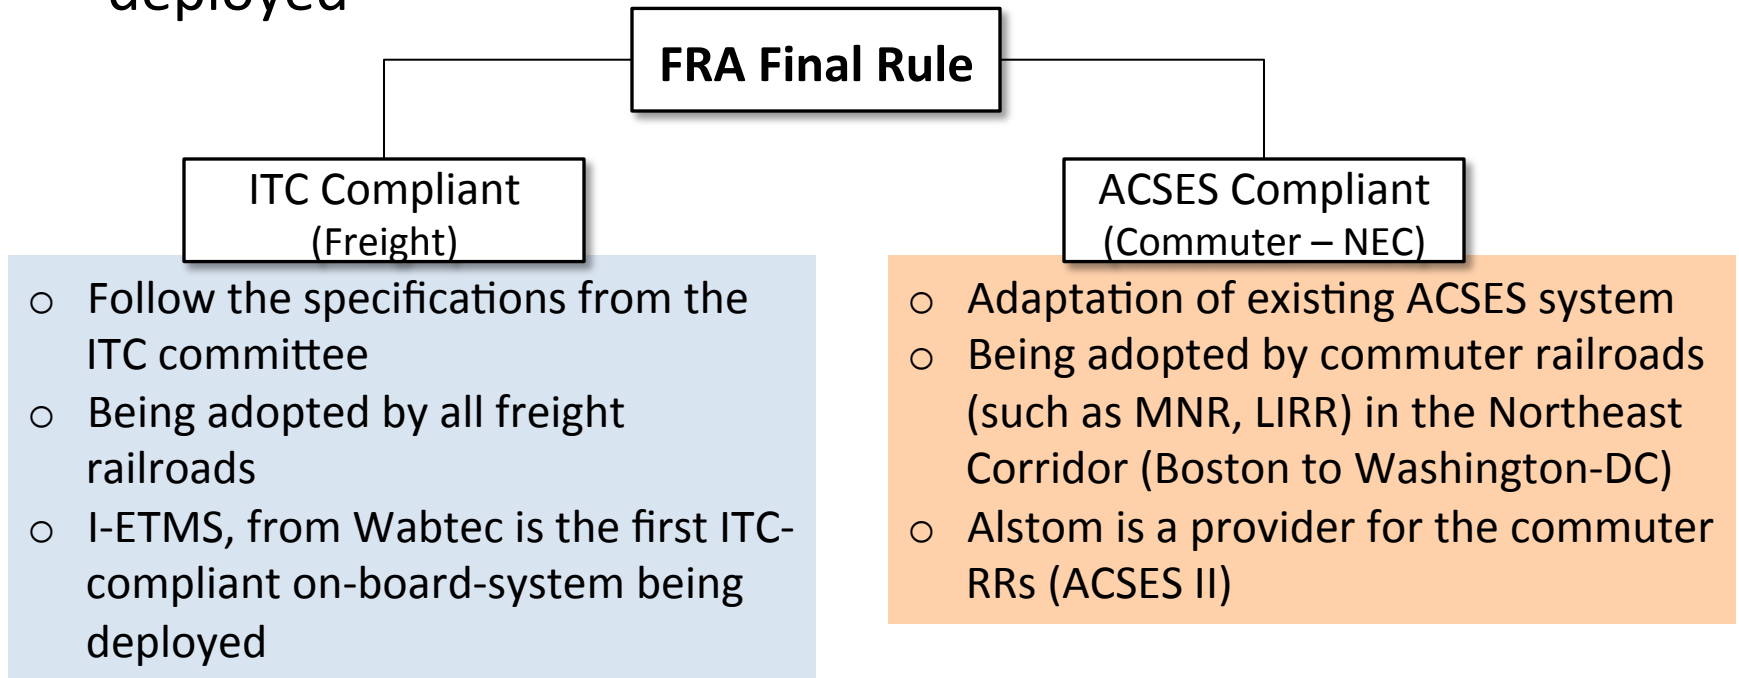 deployed
FRA Final Rule
ITC Compliant
(Freight)
○ Follow the specifications from the
ITC committee
○ Being adopted by all freight
railroads
○ I-ETMS, from Wabtec is the first ITC-
compliant on-board-system being
deployed
ACSES Compliant
(Commuter – NEC)
○ Adaptation of existing ACSES system
○ Being adopted by commuter railroads
(such as MNR, LIRR) in the Northeast
Corridor (Boston to Washington-DC)
○ Alstom is a provider for the commuter
RRs (ACSES II)